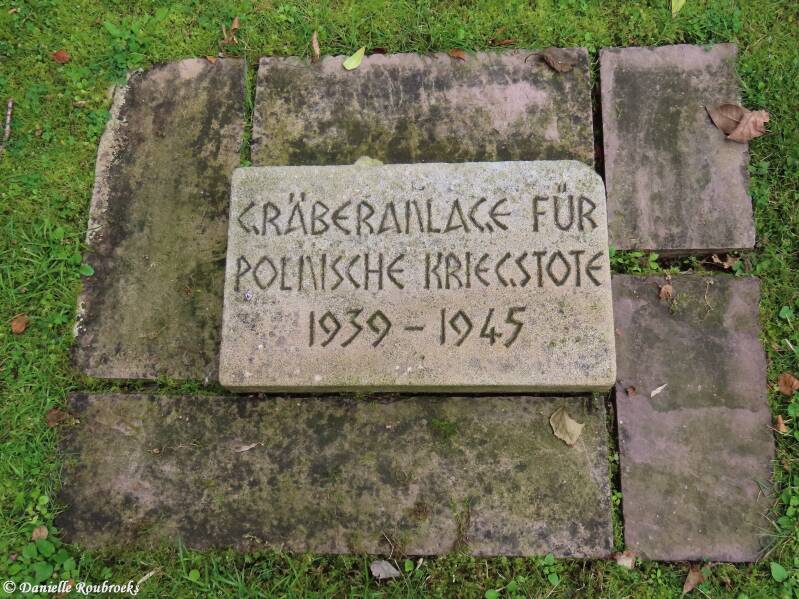 GRÄBERANLAGE FÜR
POLNISCHE KRIEGSTOTE
1939 – 1945
© Danielle Roubroeks